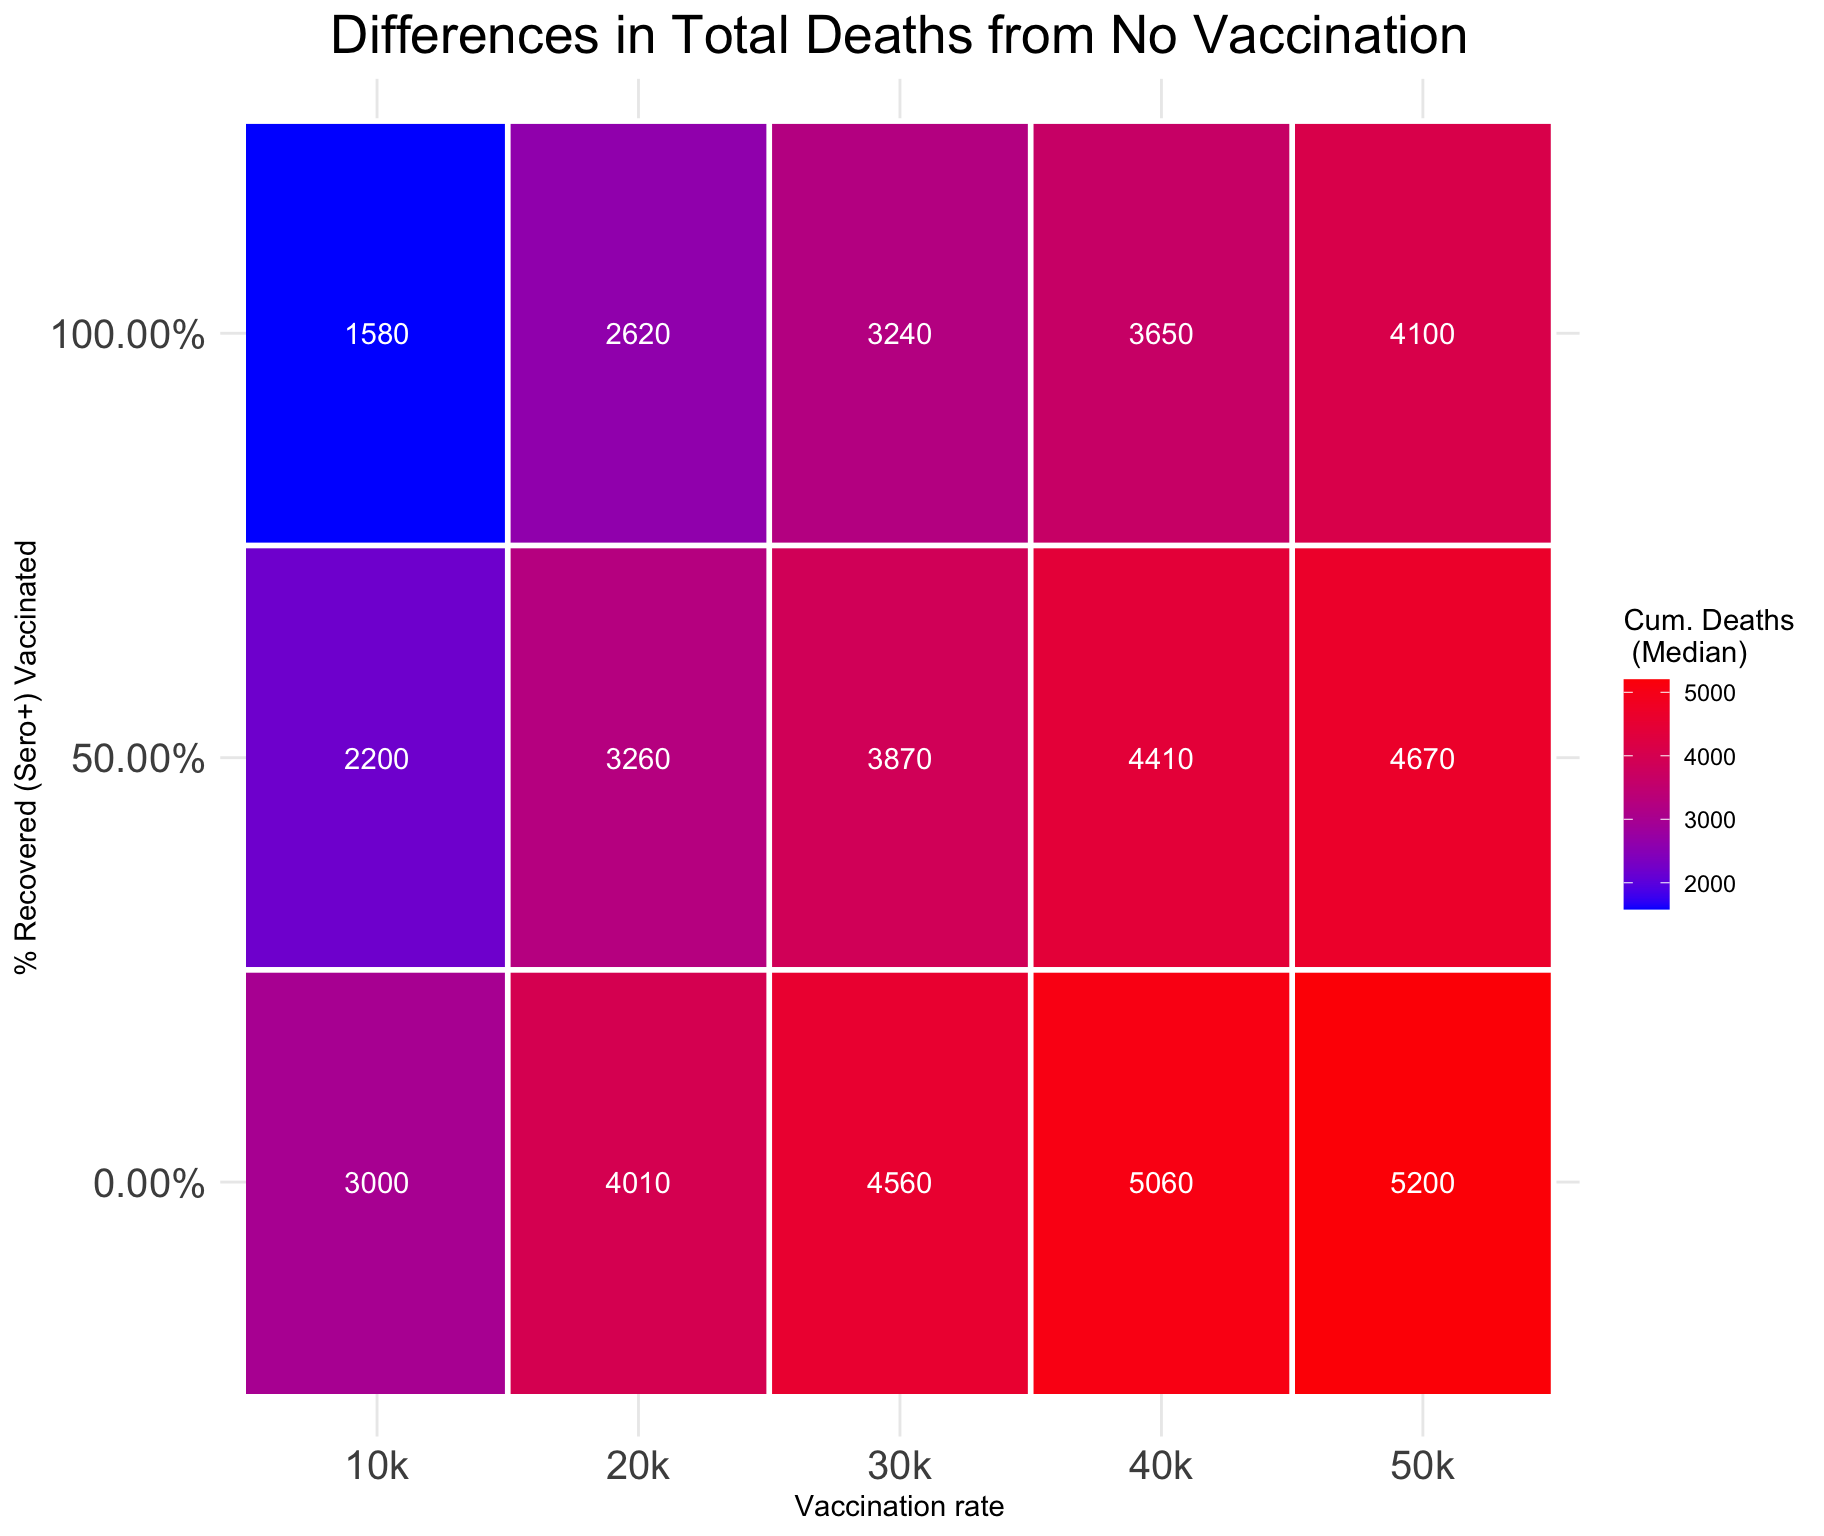 Differences in Total Deaths from No Vaccination
100.00%
1580 2620 3240 3650 4100
% Recovered (Sero+) Vaccinated
50.00%
2200 3260 3870 4410 4670
0.00%
3000 4010 4560 5060 5200
10k 20k 30k 40k 50k
Vaccination rate
Cum. Deaths
(Median)
5000
4000
3000
2000